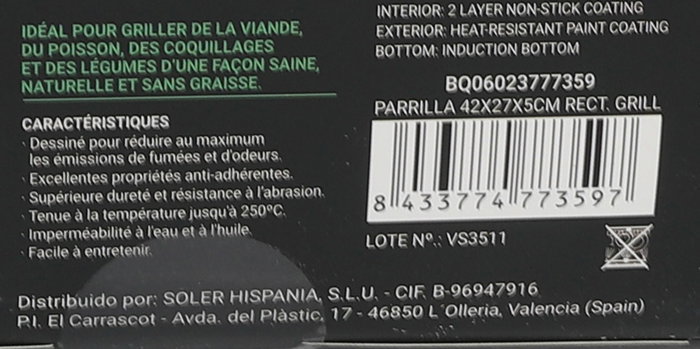 IDÉAL POUR GRILLER DE LA VIANDE,
DU POISSON, DES COQUILLAGES
ET DES LÉGUMES D'UNE FAÇON SAINE,
NATURELLE ET SANS GRAISSE.
CARACTÉRISTIQUES
· Dessiné pour réduire au maximum
les émissions de fumées et d'odeurs.
· Excellentes propriétés anti-adhérentes.
· Supérieure dureté et résistance à l'abrasion.
· Tenue à la température jusqu'à 250ºC.
· Imperméabilité à l'eau et à l'huile.
· Facile à entretenir.
INTERIOR: 2 LAYER NON-STICK COATING
EXTERIOR: HEAT-RESISTANT PAINT COATING
BOTTOM: INDUCTION BOTTOM
BQ06023777359
PARRILLA 42X27X5CM RECT. GRILL
8 433774 773597
LOTE Nº.: VS3511
Distribuido por: SOLER HISPANIA, S.L.U. - CIF. B-96947916
P.I. El Carrascot - Avda. del Plàstic, 17 - 46850 L´Olleria, Valencia (Spain)